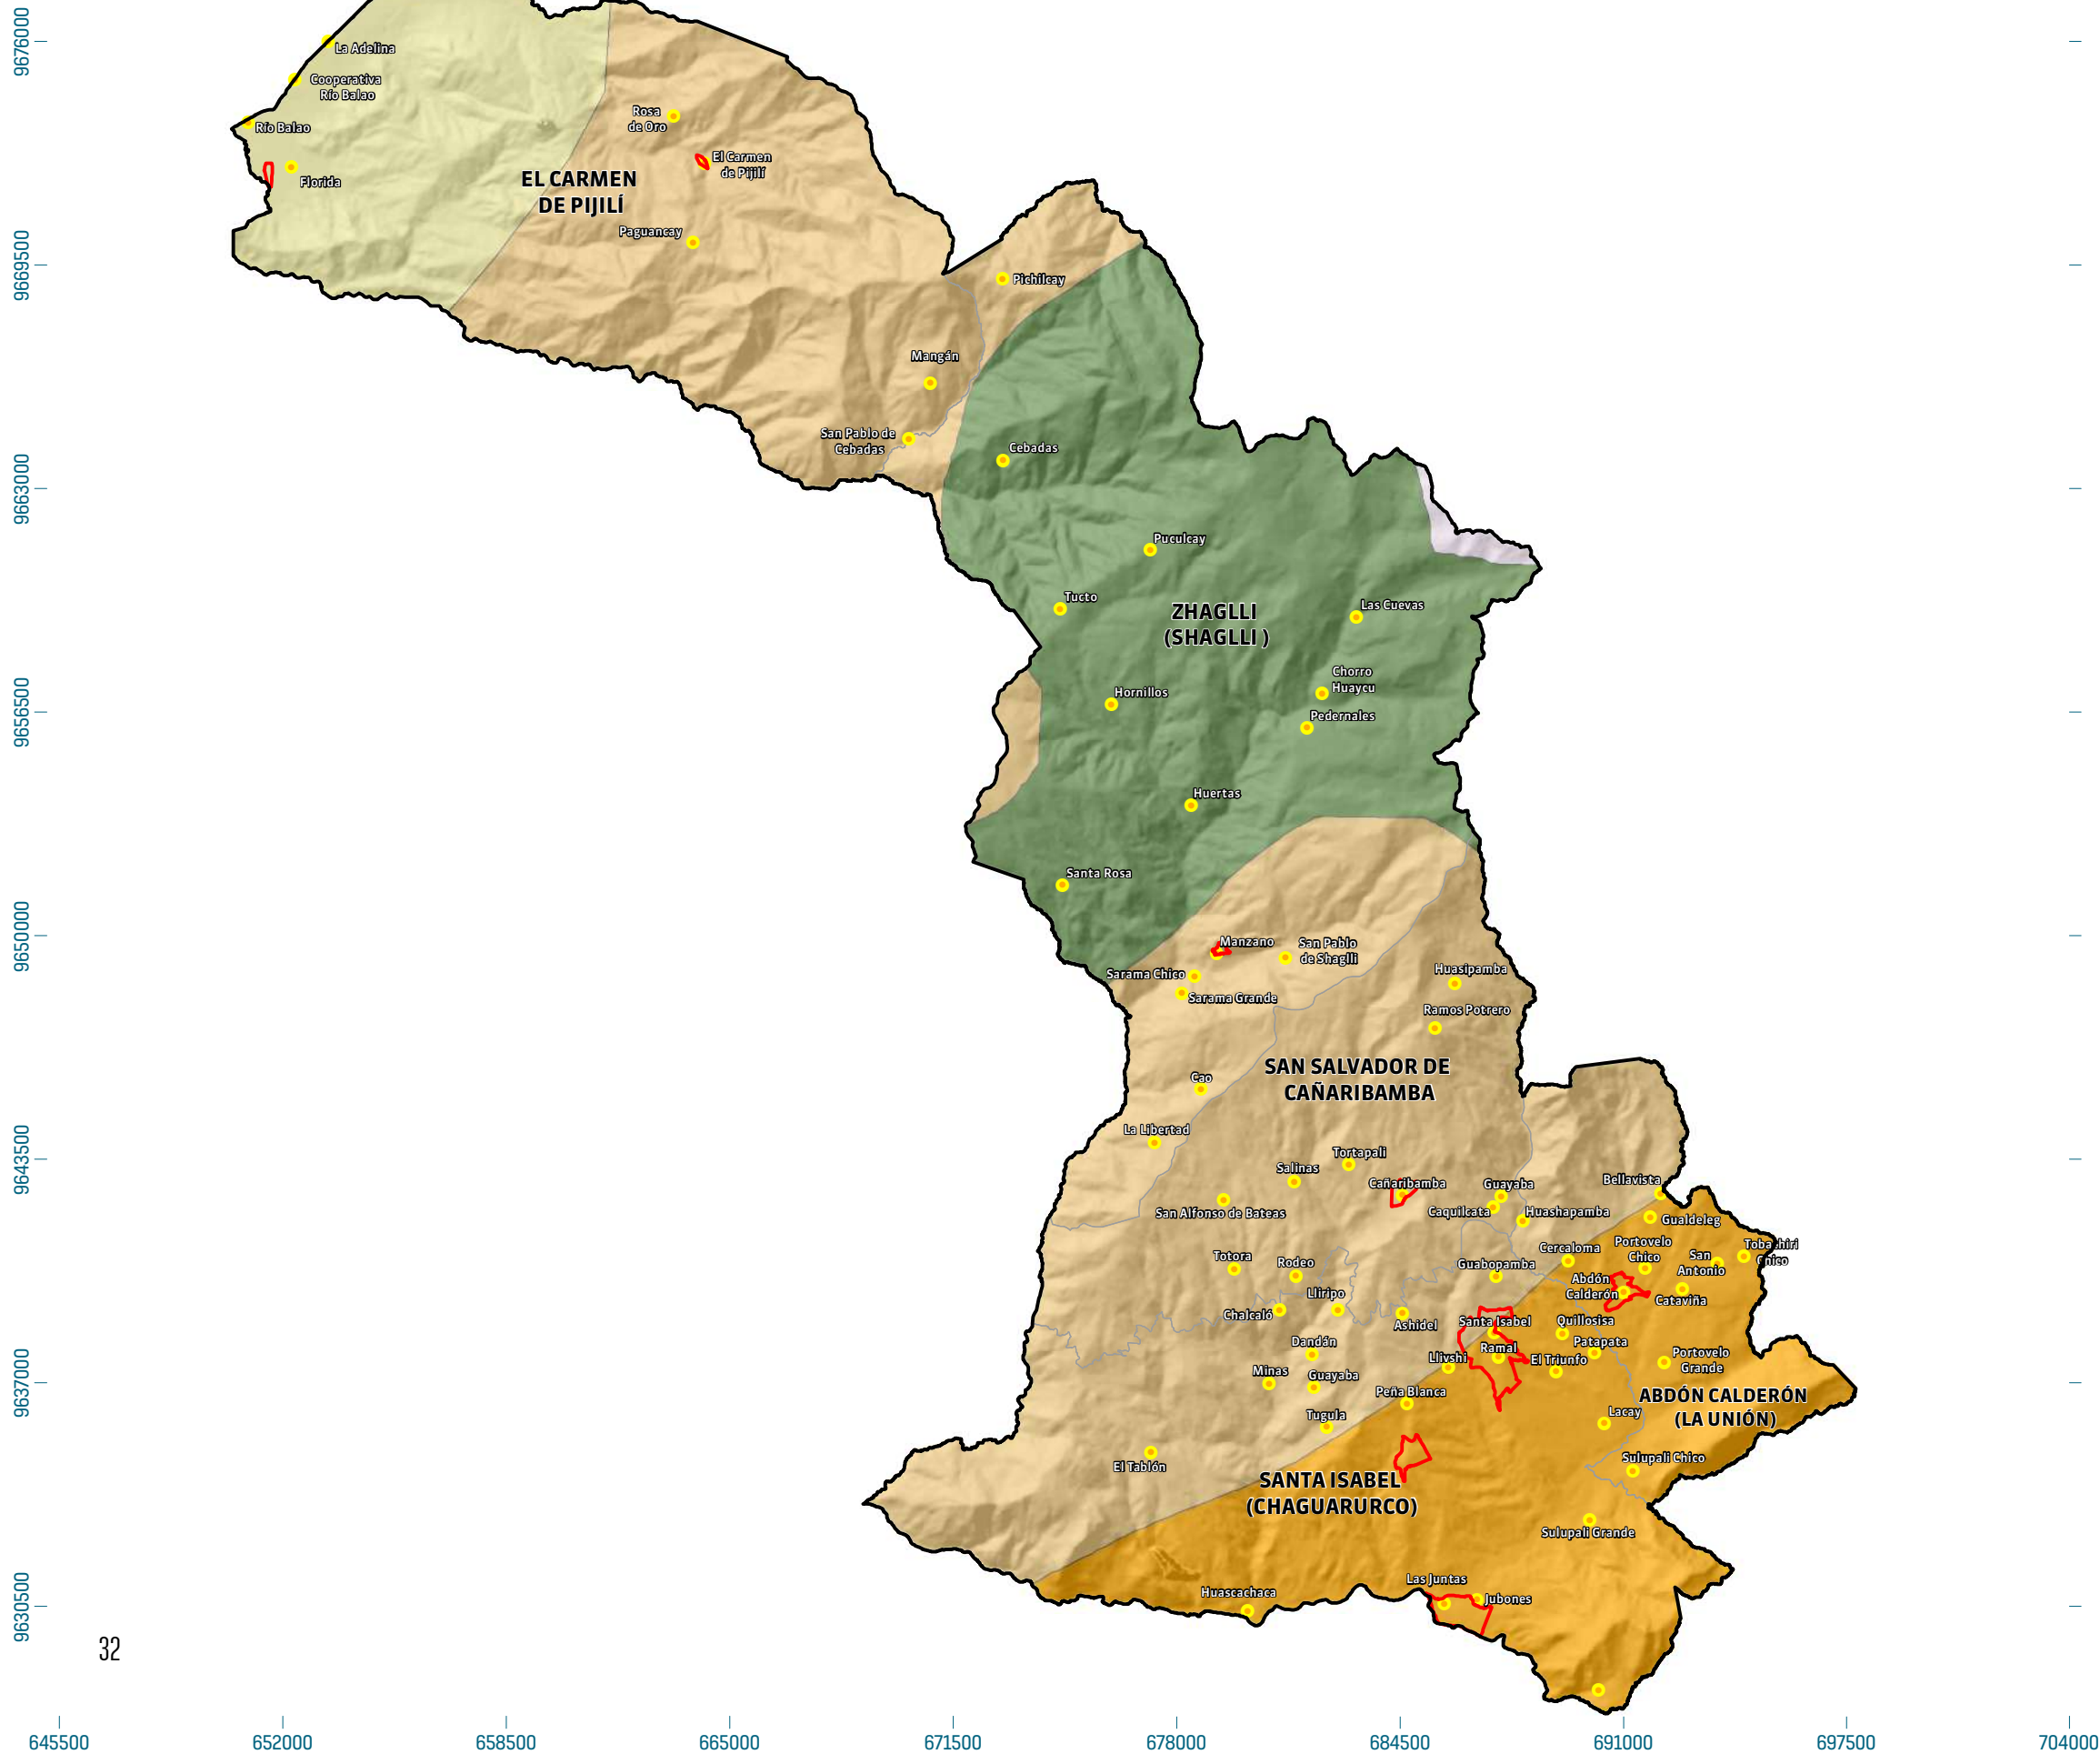 9676000
9669500
9663000
9656500
9650000
9643500
9637000
9630500
La Adelina
Cooperativa
Río Balao
Río Balao
Florida
Rosa
de Oro
El Carmen
de Pijilí
EL CARMEN
DE PIJILÍ
Paguancay
Pichilcay
Mangán
San Pablo de
Cebadas
Cebadas
Puculcay
Tucto
ZHAGLLI
(SHAGLLI )
Las Cuevas
Chorro
Huaycu
Hornillos
Pedernales
Huertas
Santa Rosa
Manzano
San Pablo
de Shaglli
Sarama Chico
Sarama Grande
Huasipamba
Ramos Potrero
SAN SALVADOR DE
CAÑARIBAMBA
Cao
La Libertad
Tortapali
Salinas
Cañaribamba
Guayaba
Bellavista
San Alfonso de Bateas
Caquilcata
Huashapamba
Gualdeleg
Totora
Rodeo
Guabopamba
Cercaloma
Portovelo
Chico
San
Antonio
Chico
Abdón
Calderón
Cataviña
Chalcaló
Lliripo
Ashidel
Santa Isabel
Quillosisa
Dandán
Ramal
Patapata
Llivshi
El Triunfo
Portovelo
Grande
Minas
Guayaba
Peña Blanca
ABDÓN CALDERÓN
(LA UNIÓN)
Tugula
Lacay
El Tablón
Sulupali Chico
SANTA ISABEL
(CHAGUARURCO)
Sulupali Grande
Huascachaca
Las Juntas
Jubones
32
645500
652000
658500
665000
671500
678000
684500
691000
697500
704000